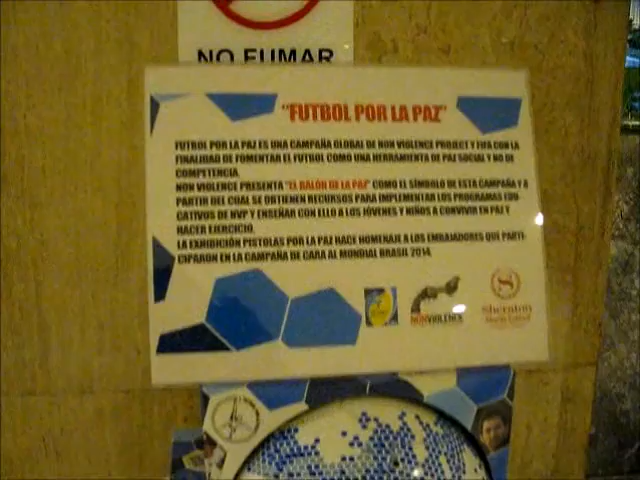 NO FUMAR
"FUTBOL POR LA PAZ"
FUTBOL POR LA PAZ ES UNA CAMPAÑA GLOBAL DE NON VIOLENCE PROJECT Y FIFA CON LA
FINALIDAD DE FOMENTAR EL FUTBOL COMO UNA HERRAMIENTA DE PAZ SOCIAL Y NO DE
COMPETENCIA.
NON VIOLENCE PRESENTA "EL BALÓN DE LA PAZ" COMO EL SÍMBOLO DE ESTA CAMPAÑA Y A
PARTIR DEL CUAL SE OBTIENEN RECURSOS PARA IMPLEMENTAR LOS PROGRAMAS EDU-
CATIVOS DE NVP Y ENSEÑAR CON ELLO A LOS JÓVENES Y NIÑOS A CONVIVIR EN PAZ Y
HACER EJERCICIO.
LA EXHIBICIÓN PISTOLAS POR LA PAZ HACE HOMENAJE A LOS EMBAJADORES QUE PARTI-
CIPARON EN LA CAMPAÑA DE CARA AL MUNDIAL BRASIL 2014.
NONVIOLENCE
Sheraton